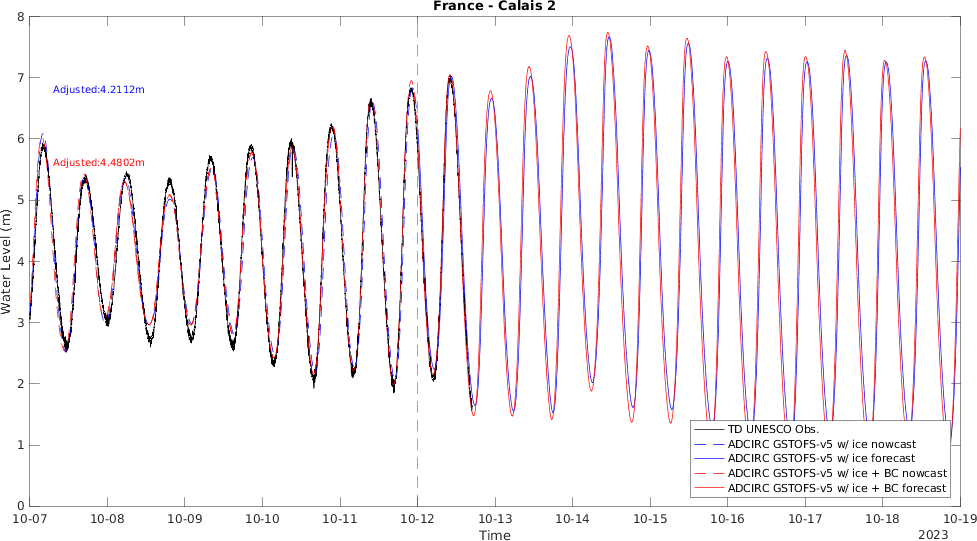 France - Calais 2
8
7
6
5
4
3
2
1
0
Water Level (m)
Adjusted:4.2112m
Adjusted:4.4802m
TD UNESCO Obs.
ADCIRC GSTOFS-v5 w/ ice nowcast
ADCIRC GSTOFS-v5 w/ ice forecast
ADCIRC GSTOFS-v5 w/ ice + BC nowcast
ADCIRC GSTOFS-v5 w/ ice + BC forecast
10-07 10-08 10-09 10-10 10-11 10-12 10-13 10-14 10-15 10-16 10-17 10-18 10-19
Time
2023